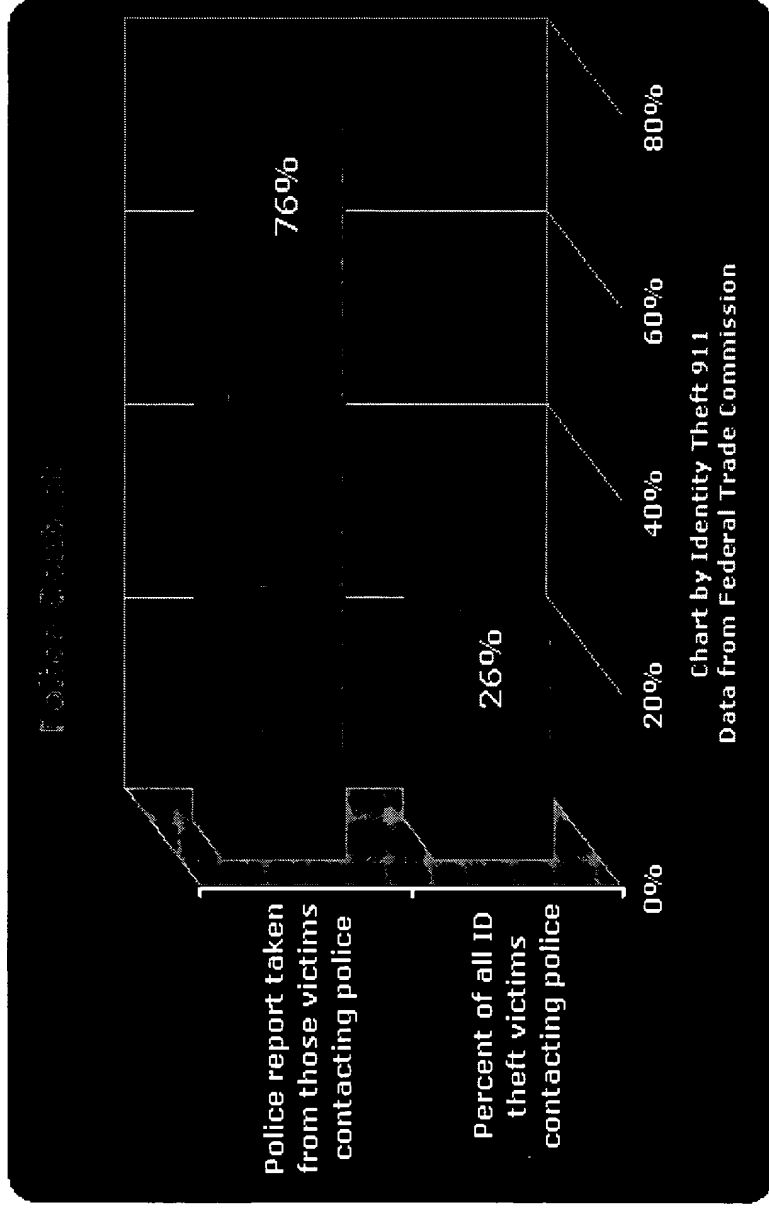 Police report taken
from those victims
contacting police
76%
Percent of all ID
theft victims
contacting police
26%
0%
20%
40%
60%
80%
Chart by Identity Theft 911
Data from Federal Trade Commission